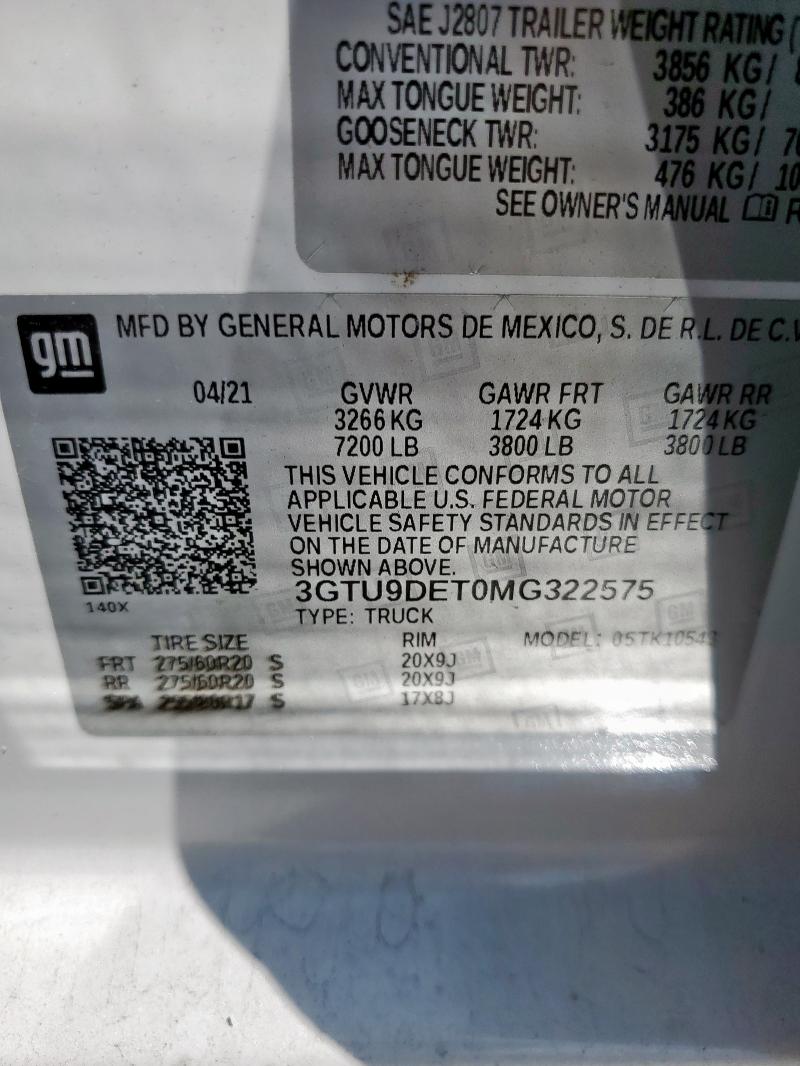 SAE J2807 TRAILER WEIGHT RATING (
CONVENTIONAL TWR: 3856 KG/
MAX TONGUE WEIGHT: 386 KG/
GOOSENECK TWR: 3175 KG/ 70
MAX TONGUE WEIGHT: 476 KG/ 10
SEE OWNER'S MANUAL
gm
MFD BY GENERAL MOTORS DE MEXICO, S. DE R.L. DE C.V
04/21 GVWR GAWR FRT GAWR RR
3266 KG 1724 KG 1724 KG
7200 LB 3800 LB 3800 LB
THIS VEHICLE CONFORMS TO ALL
APPLICABLE U.S. FEDERAL MOTOR
VEHICLE SAFETY STANDARDS IN EFFECT
ON THE DATE OF MANUFACTURE
SHOWN ABOVE.
3GTU9DET0MG322575
140X
TYPE: TRUCK
TIRE SIZE RIM MODEL: 05TK10543
FRT 275/60R20 S 20X9J
RR 275/60R20 S 20X9J
S 17X8J